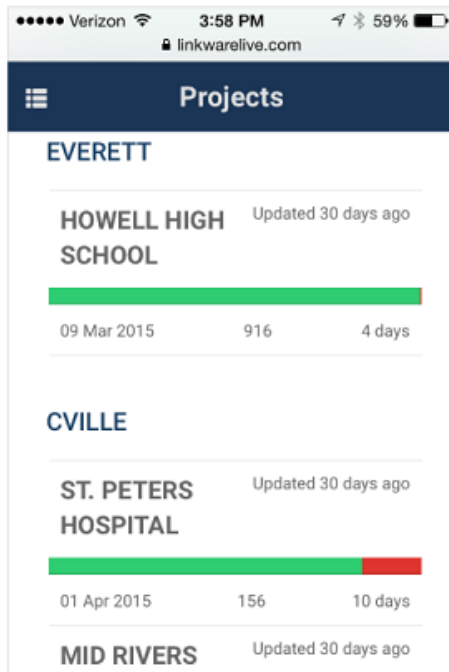 Verizon 3:58 PM 59%
linkwarelive.com
Projects
EVERETT
HOWELL HIGH Updated 30 days ago
SCHOOL
09 Mar 2015 916 4 days
CVILLE
ST. PETERS Updated 30 days ago
HOSPITAL
01 Apr 2015 156 10 days
MID RIVERS Updated 30 days ago